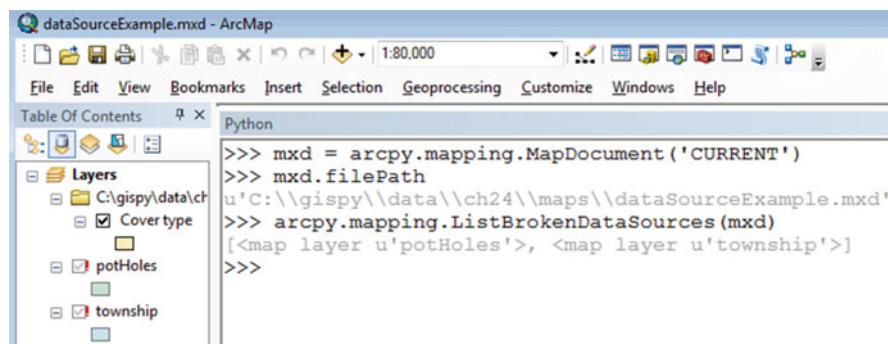 dataSourceExample.mxd - ArcMap
1:80,000
File Edit View Bookmarks Insert Selection Geoprocessing Customize Windows Help
Table Of Contents
Layers
C:\gispy\data\ch
Cover type
potHoles
township
Python
>>> mxd = arcpy.mapping.MapDocument('CURRENT')
>>> mxd.filePath
u'C:\\gispy\\data\\ch24\\maps\\dataSourceExample.mxd'
>>> arcpy.mapping.ListBrokenDataSources(mxd)
[<map layer u'potHoles'>, <map layer u'township'>]
>>>